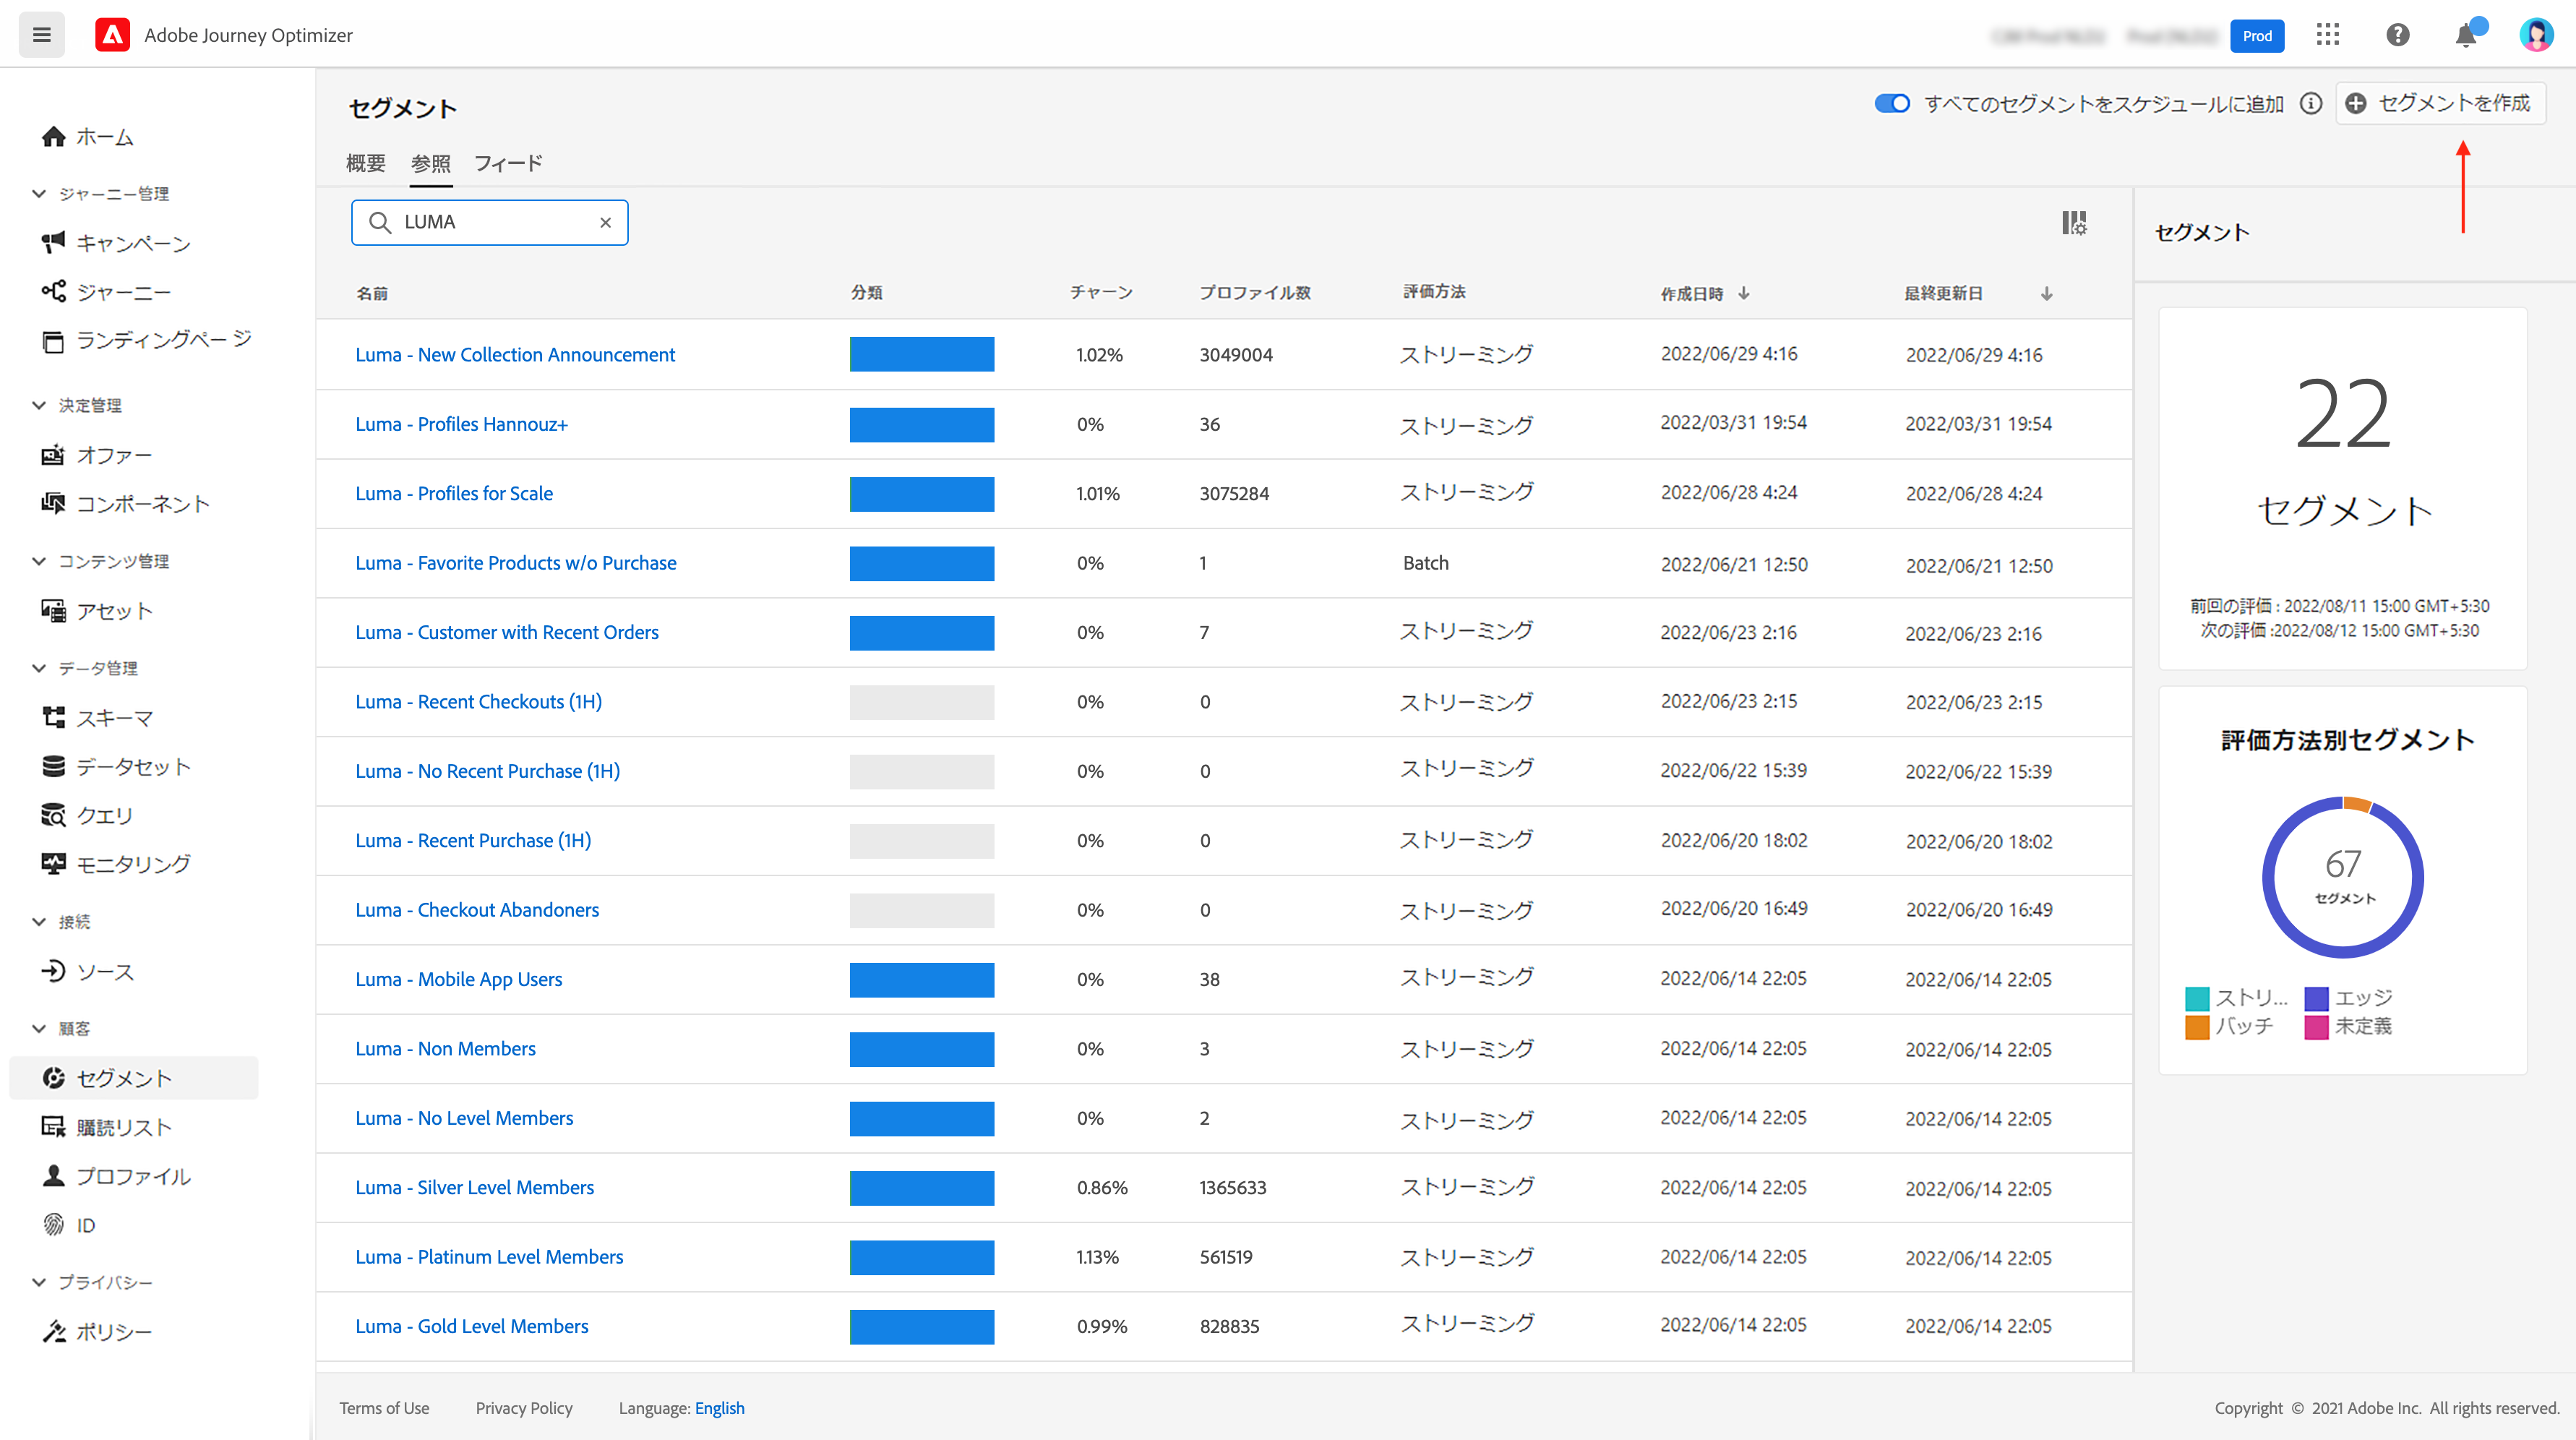 Adobe Journey Optimizer
Prod
ホーム
ジャーニー管理
キャンペーン
ジャーニー
ランディングページ
決定管理
オファー
コンポーネント
コンテンツ管理
アセット
データ管理
スキーマ
データセット
クエリ
モニタリング
接続
ソース
顧客
セグメント
購読リスト
プロファイル
ID
プライバシー
ポリシー
セグメント
すべてのセグメントをスケジュールに追加
セグメントを作成
概要 参照 フィード
LUMA
名前 分類 チャーン プロファイル数 評価方法 作成日時 最終更新日
Luma - New Collection Announcement 1.02% 3049004 ストリーミング 2022/06/29 4:16 2022/06/29 4:16
Luma - Profiles Hannouz+ 0% 36 ストリーミング 2022/03/31 19:54 2022/03/31 19:54
Luma - Profiles for Scale 1.01% 3075284 ストリーミング 2022/06/28 4:24 2022/06/28 4:24
Luma - Favorite Products w/o Purchase 0% 1 Batch 2022/06/21 12:50 2022/06/21 12:50
Luma - Customer with Recent Orders 0% 7 ストリーミング 2022/06/23 2:16 2022/06/23 2:16
Luma - Recent Checkouts (1H) 0% 0 ストリーミング 2022/06/23 2:15 2022/06/23 2:15
Luma - No Recent Purchase (1H) 0% 0 ストリーミング 2022/06/22 15:39 2022/06/22 15:39
Luma - Recent Purchase (1H) 0% 0 ストリーミング 2022/06/20 18:02 2022/06/20 18:02
Luma - Checkout Abandoners 0% 0 ストリーミング 2022/06/20 16:49 2022/06/20 16:49
Luma - Mobile App Users 0% 38 ストリーミング 2022/06/14 22:05 2022/06/14 22:05
Luma - Non Members 0% 3 ストリーミング 2022/06/14 22:05 2022/06/14 22:05
Luma - No Level Members 0% 2 ストリーミング 2022/06/14 22:05 2022/06/14 22:05
Luma - Silver Level Members 0.86% 1365633 ストリーミング 2022/06/14 22:05 2022/06/14 22:05
Luma - Platinum Level Members 1.13% 561519 ストリーミング 2022/06/14 22:05 2022/06/14 22:05
Luma - Gold Level Members 0.99% 828835 ストリーミング 2022/06/14 22:05 2022/06/14 22:05
セグメント
22
セグメント
前回の評価 : 2022/08/11 15:00 GMT+5:30
次の評価 :2022/08/12 15:00 GMT+5:30
評価方法別セグメント
67
セグメント
ストリ... エッジ
バッチ 未定義
Terms of Use Privacy Policy Language: English
Copyright © 2021 Adobe Inc. All rights reserved.